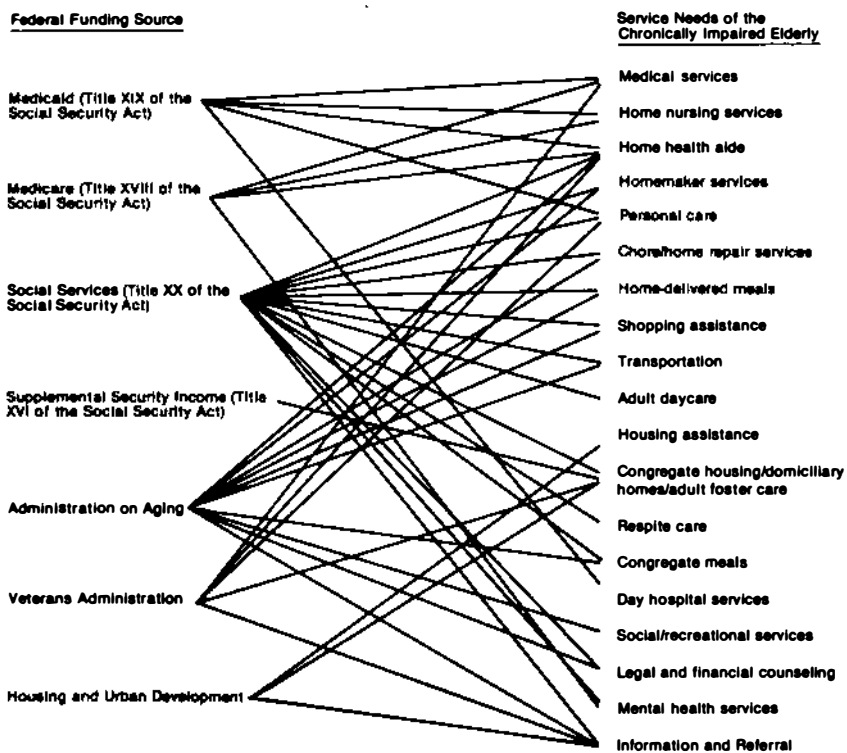 Federal Funding Source
Medicaid (Title XIX of the
Social Security Act)
Medicare (Title XVIII of the
Social Security Act)
Social Services (Title XX of the
Social Security Act)
Supplemental Security Income (Title
XVI of the Social Security Act)
Administration on Aging
Veterans Administration
Housing and Urban Development
Service Needs of the
Chronically Impaired Elderly
Medical services
Home nursing services
Home health aide
Homemaker services
Personal care
Chore/home repair services
Home-delivered meals
Shopping assistance
Transportation
Adult daycare
Housing assistance
Congregate housing/domiciliary
homes/adult foster care
Respite care
Congregate meals
Day hospital services
Social/recreational services
Legal and financial counseling
Mental health services
Information and Referral